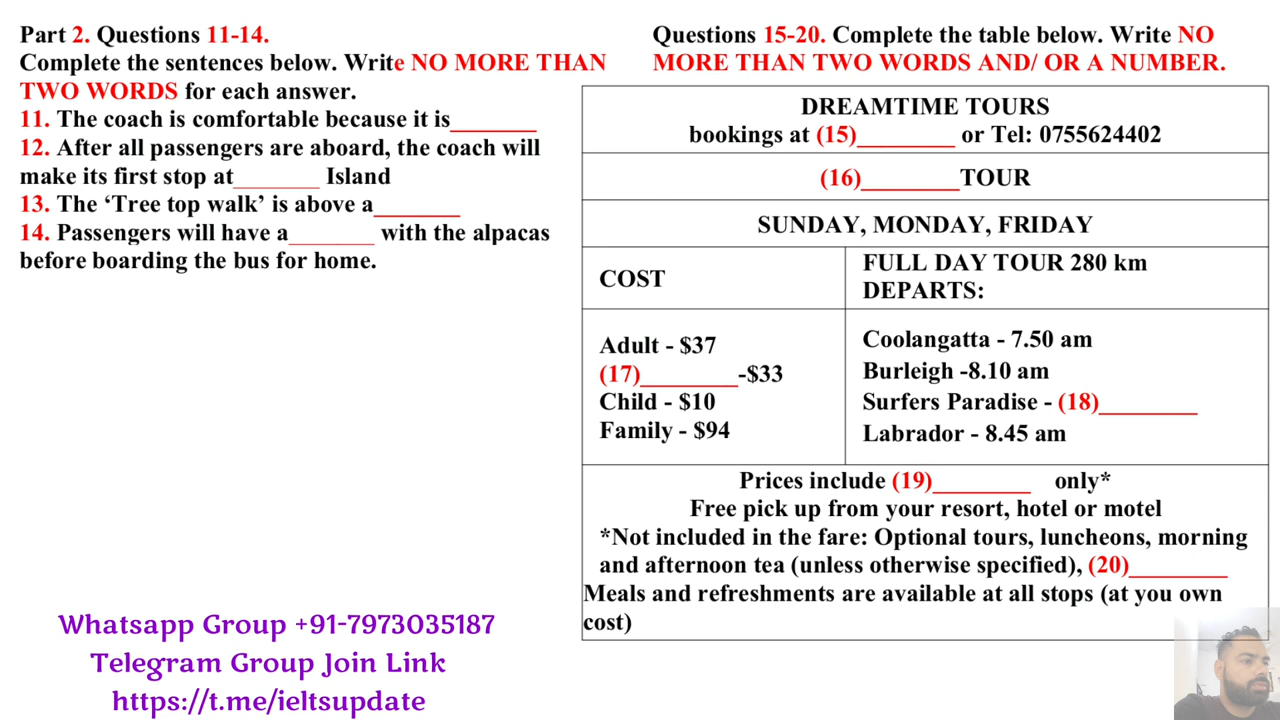 Part 2. Questions 11-14.
Complete the sentences below. Write NO MORE THAN
TWO WORDS for each answer.
11. The coach is comfortable because it is_______
12. After all passengers are aboard, the coach will
make its first stop at_______ Island
13. The ‘Tree top walk’ is above a_______
14. Passengers will have a_______ with the alpacas
before boarding the bus for home.
Whatsapp Group +91-7973035187
Telegram Group Join Link
https://t.me/ieltsupdate
Questions 15-20. Complete the table below. Write NO
MORE THAN TWO WORDS AND/ OR A NUMBER.
DREAMTIME TOURS
bookings at (15)________ or Tel: 0755624402
(16)________TOUR
SUNDAY, MONDAY, FRIDAY
COST
FULL DAY TOUR 280 km
DEPARTS:
Adult - $37
(17)________-$33
Child - $10
Family - $94
Coolangatta - 7.50 am
Burleigh -8.10 am
Surfers Paradise - (18)________
Labrador - 8.45 am
Prices include (19)________ only*
Free pick up from your resort, hotel or motel
*Not included in the fare: Optional tours, luncheons, morning
and afternoon tea (unless otherwise specified), (20)________
Meals and refreshments are available at all stops (at you own
cost)